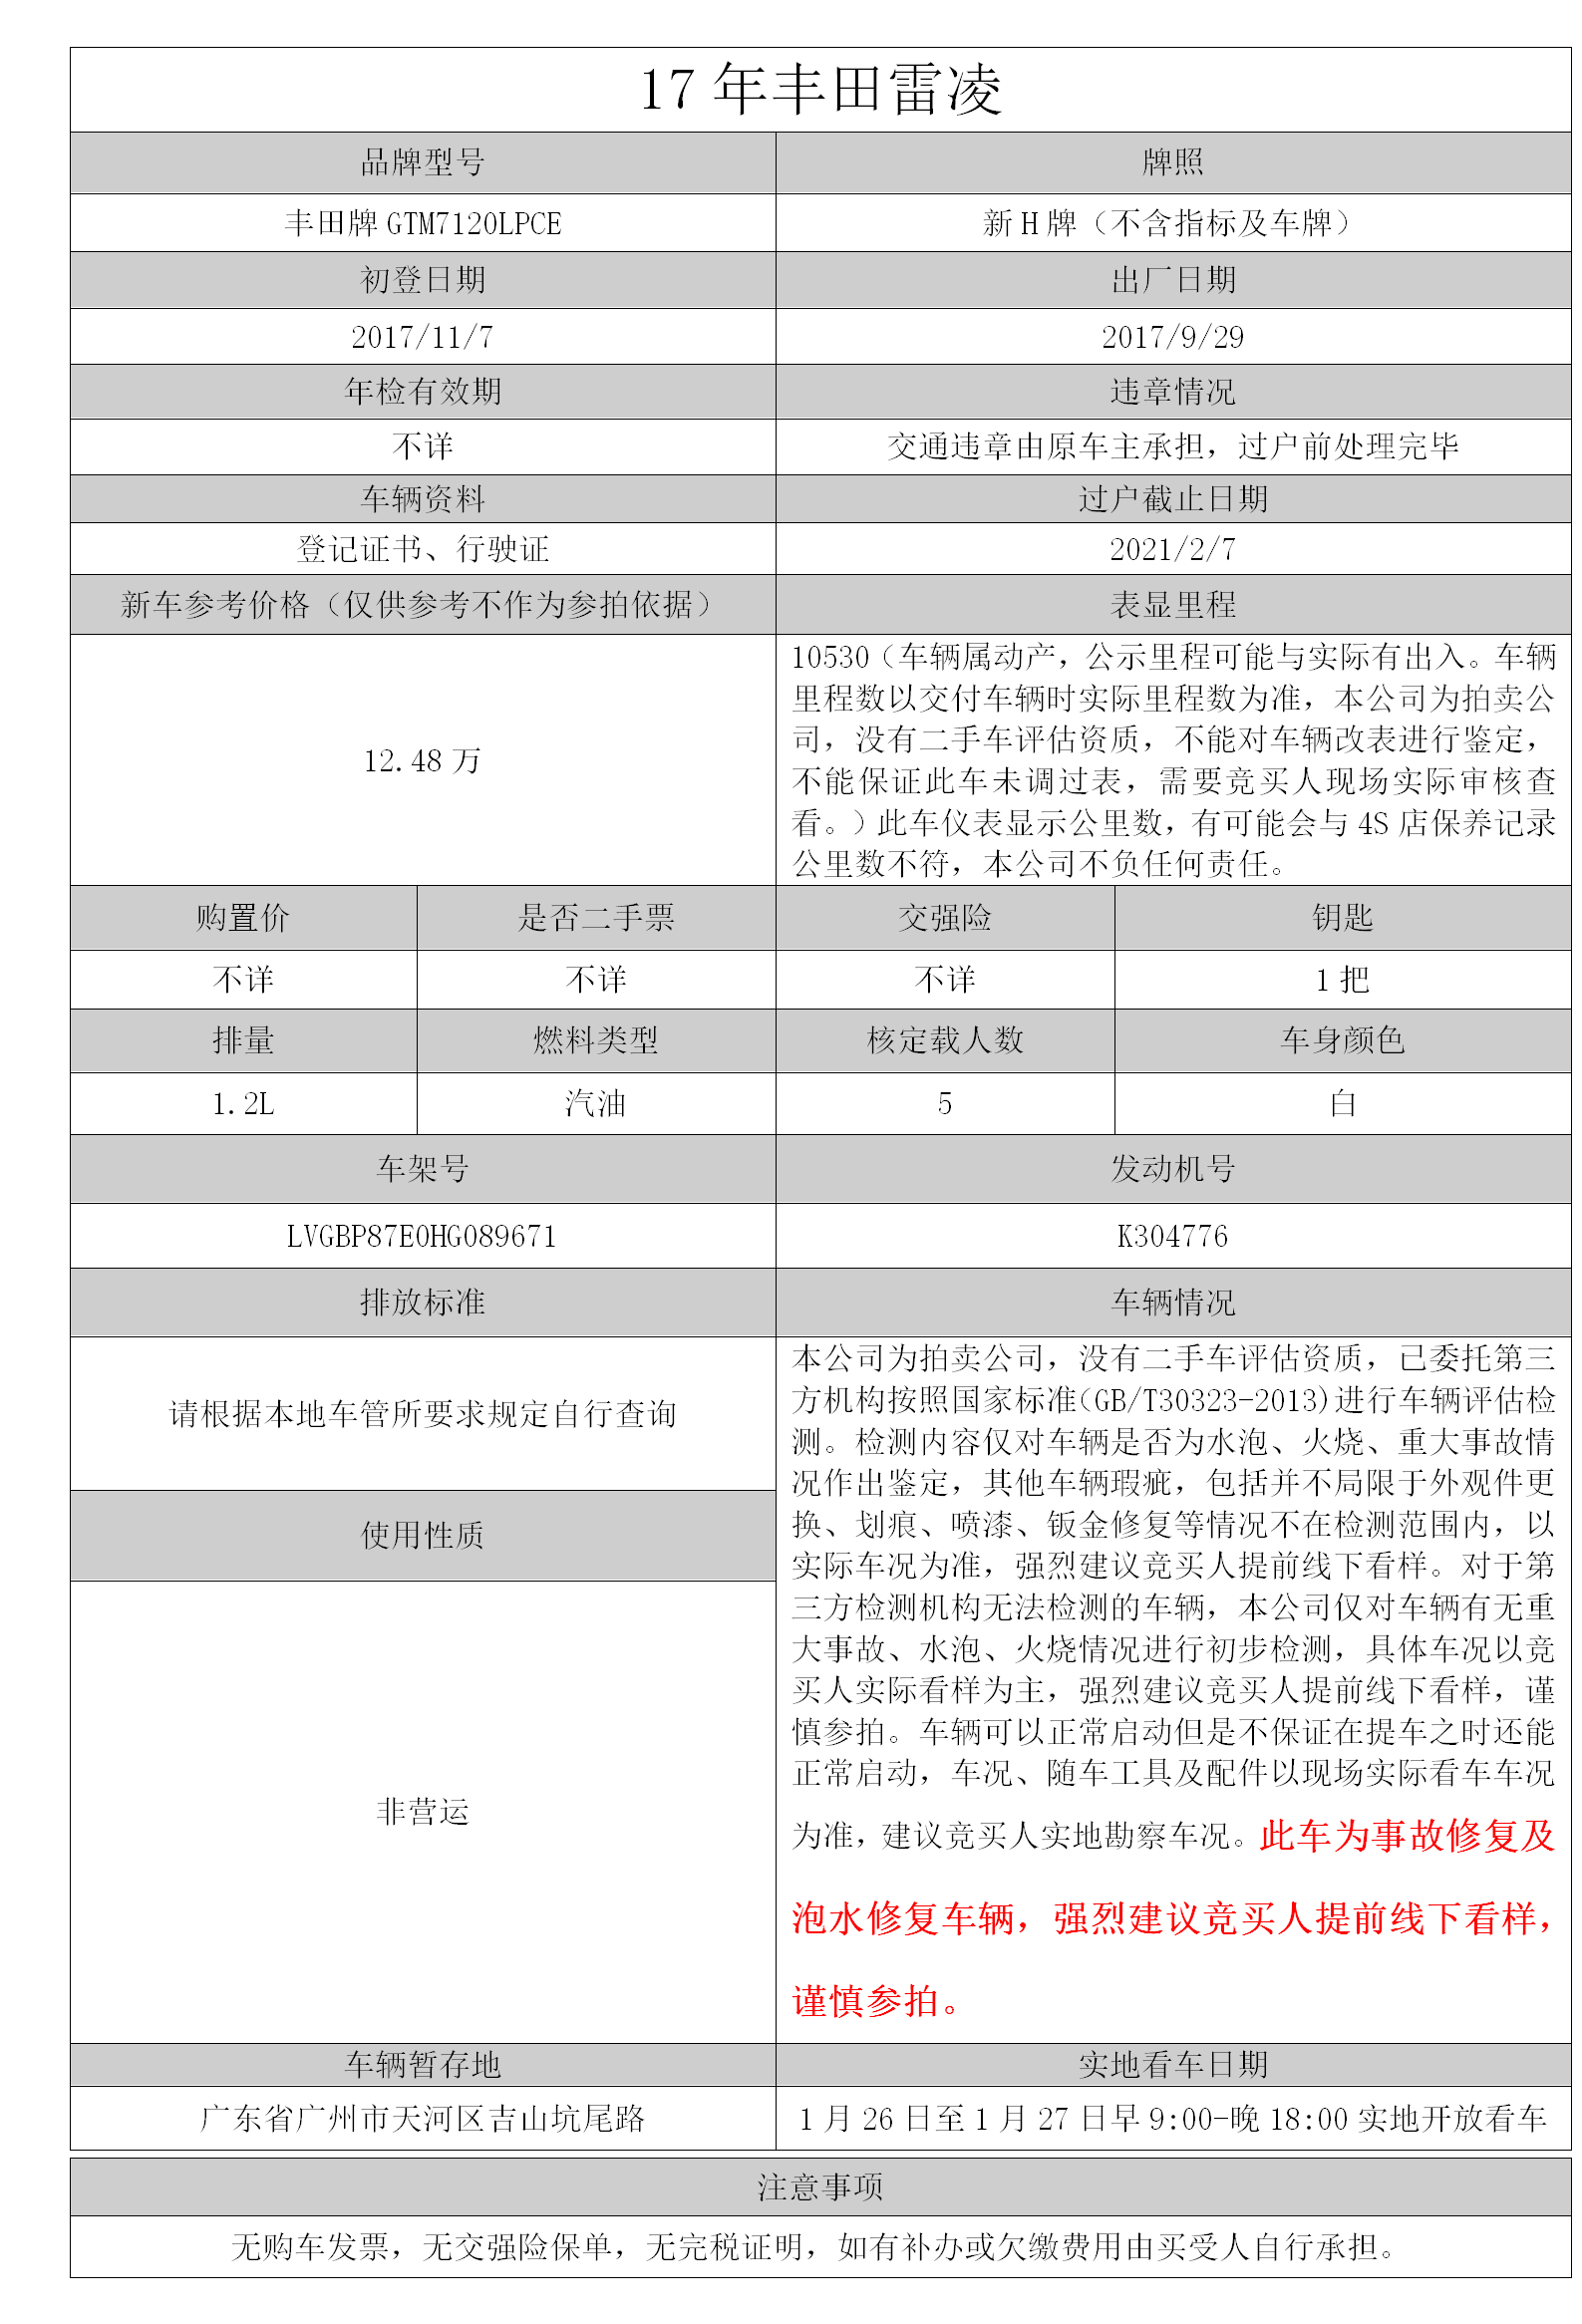 17 年丰田雷凌
品牌型号 牌照
丰田牌 GTM7120LPCE 新 H 牌（不含指标及车牌）
初登日期 出厂日期
2017/11/7 2017/9/29
年检有效期 违章情况
不详 交通违章由原车主承担，过户前处理完毕
车辆资料 过户截止日期
登记证书、行驶证 2021/2/7
新车参考价格（仅供参考不作为参拍依据） 表显里程
12.48 万
10530（车辆属动产，公示里程可能与实际有出入。车辆
里程数以交付车辆时实际里程数为准，本公司为拍卖公
司，没有二手车评估资质，不能对车辆改表进行鉴定，
不能保证此车未调过表，需要竞买人现场实际审核查
看。）此车仪表显示公里数，有可能会与 4S 店保养记录
公里数不符，本公司不负任何责任。
购置价 是否二手票 交强险 钥匙
不详 不详 不详 1 把
排量 燃料类型 核定载人数 车身颜色
1.2L 汽油 5 白
车架号 发动机号
LVGBP87E0HG089671 K304776
排放标准 车辆情况
请根据本地车管所要求规定自行查询
使用性质
非营运
本公司为拍卖公司，没有二手车评估资质，已委托第三
方机构按照国家标准(GB/T30323-2013)进行车辆评估检
测。检测内容仅对车辆是否为水泡、火烧、重大事故情
况作出鉴定，其他车辆瑕疵，包括并不局限于外观件更
换、划痕、喷漆、钣金修复等情况不在检测范围内，以
实际车况为准，强烈建议竞买人提前线下看样。对于第
三方检测机构无法检测的车辆，本公司仅对车辆有无重
大事故、水泡、火烧情况进行初步检测，具体车况以竞
买人实际看样为主，强烈建议竞买人提前线下看样，谨
慎参拍。车辆可以正常启动但是不保证在提车之时还能
正常启动，车况、随车工具及配件以现场实际看车车况
为准，建议竞买人实地勘察车况。此车为事故修复及
泡水修复车辆，强烈建议竞买人提前线下看样，
谨慎参拍。
车辆暂存地 实地看车日期
广东省广州市天河区吉山坑尾路 1 月 26 日至 1 月 27 日早 9:00-晚 18:00 实地开放看车
注意事项
无购车发票，无交强险保单，无完税证明，如有补办或欠缴费用由买受人自行承担。